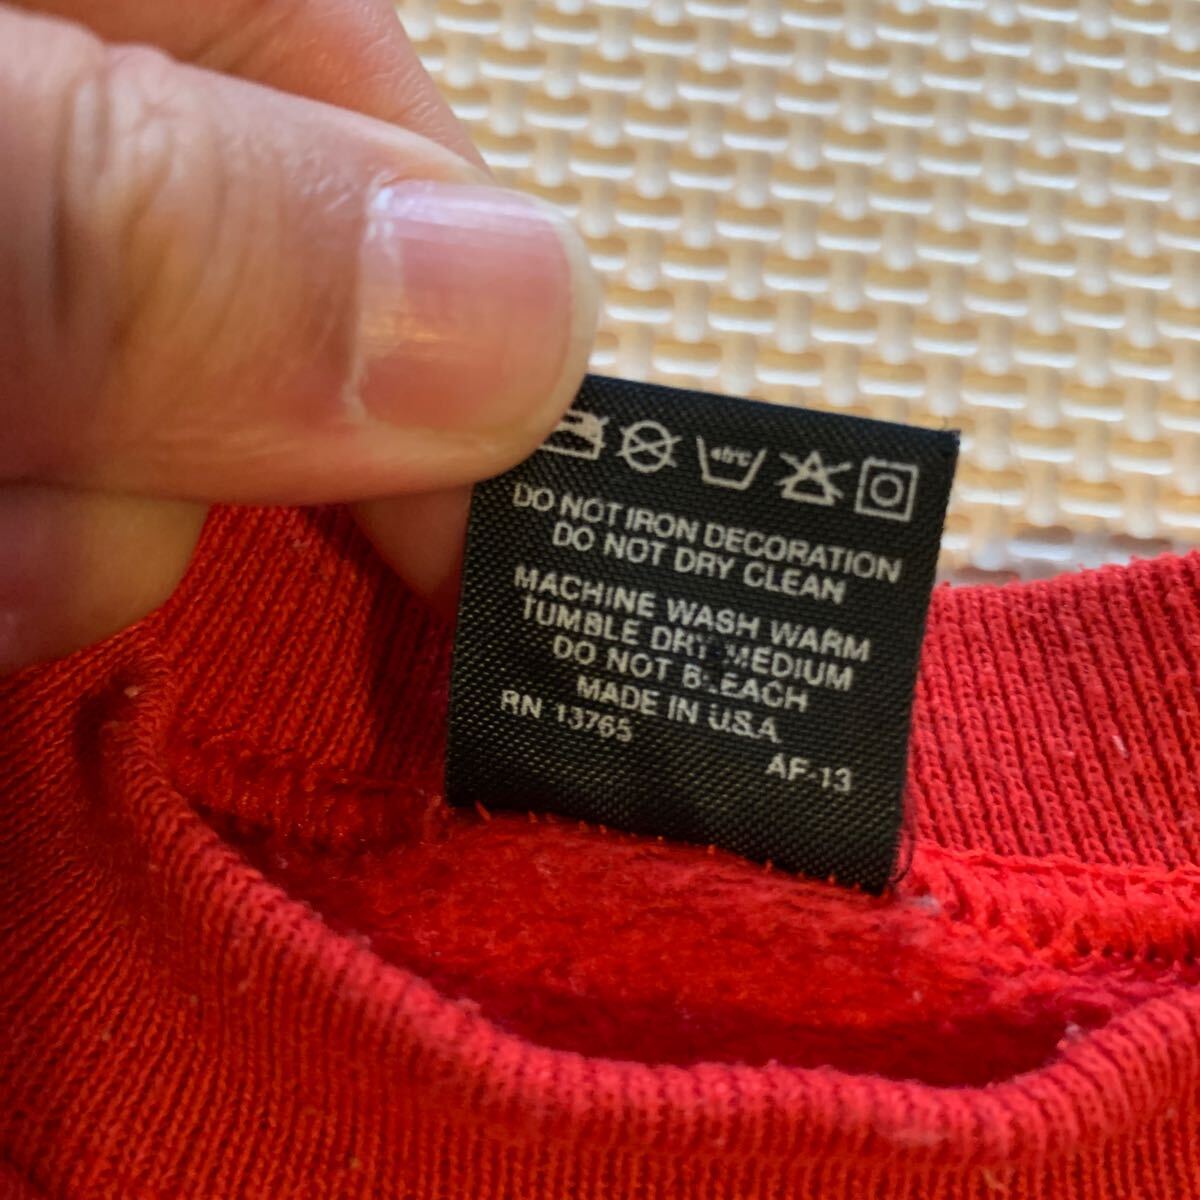 40°C
DO NOT IRON DECORATION
DO NOT DRY CLEAN
MACHINE WASH WARM
TUMBLE DRY MEDIUM
DO NOT BLEACH
MADE IN U.S.A
RN 13765
AF-13